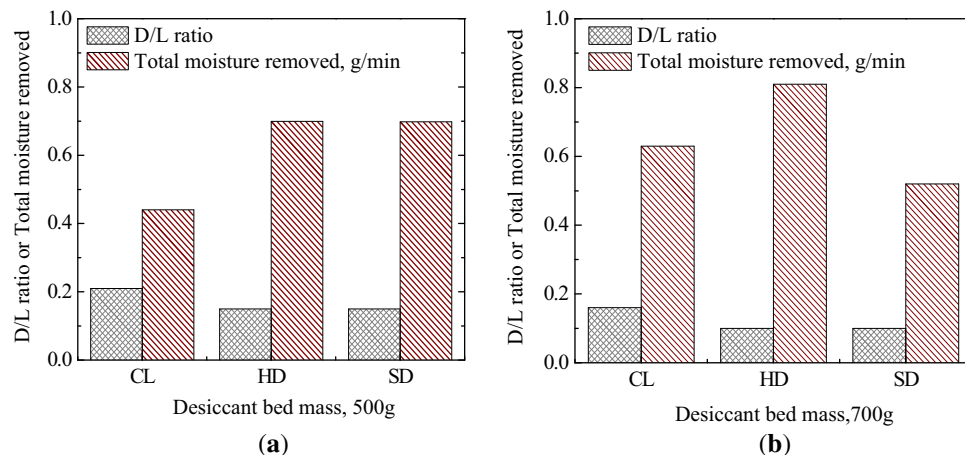 1.0
0.8
0.6
0.4
0.2
0.0
D/L ratio or Total moisture removed
D/L ratio
Total moisture removed, g/min
CL HD SD
Desiccant bed mass, 500g
(a)
1.0
0.8
0.6
0.4
0.2
0.0
D/L ratio or Total moisture removed
D/L ratio
Total moisture removed, g/min
CL HD SD
Desiccant bed mass,700g
(b)